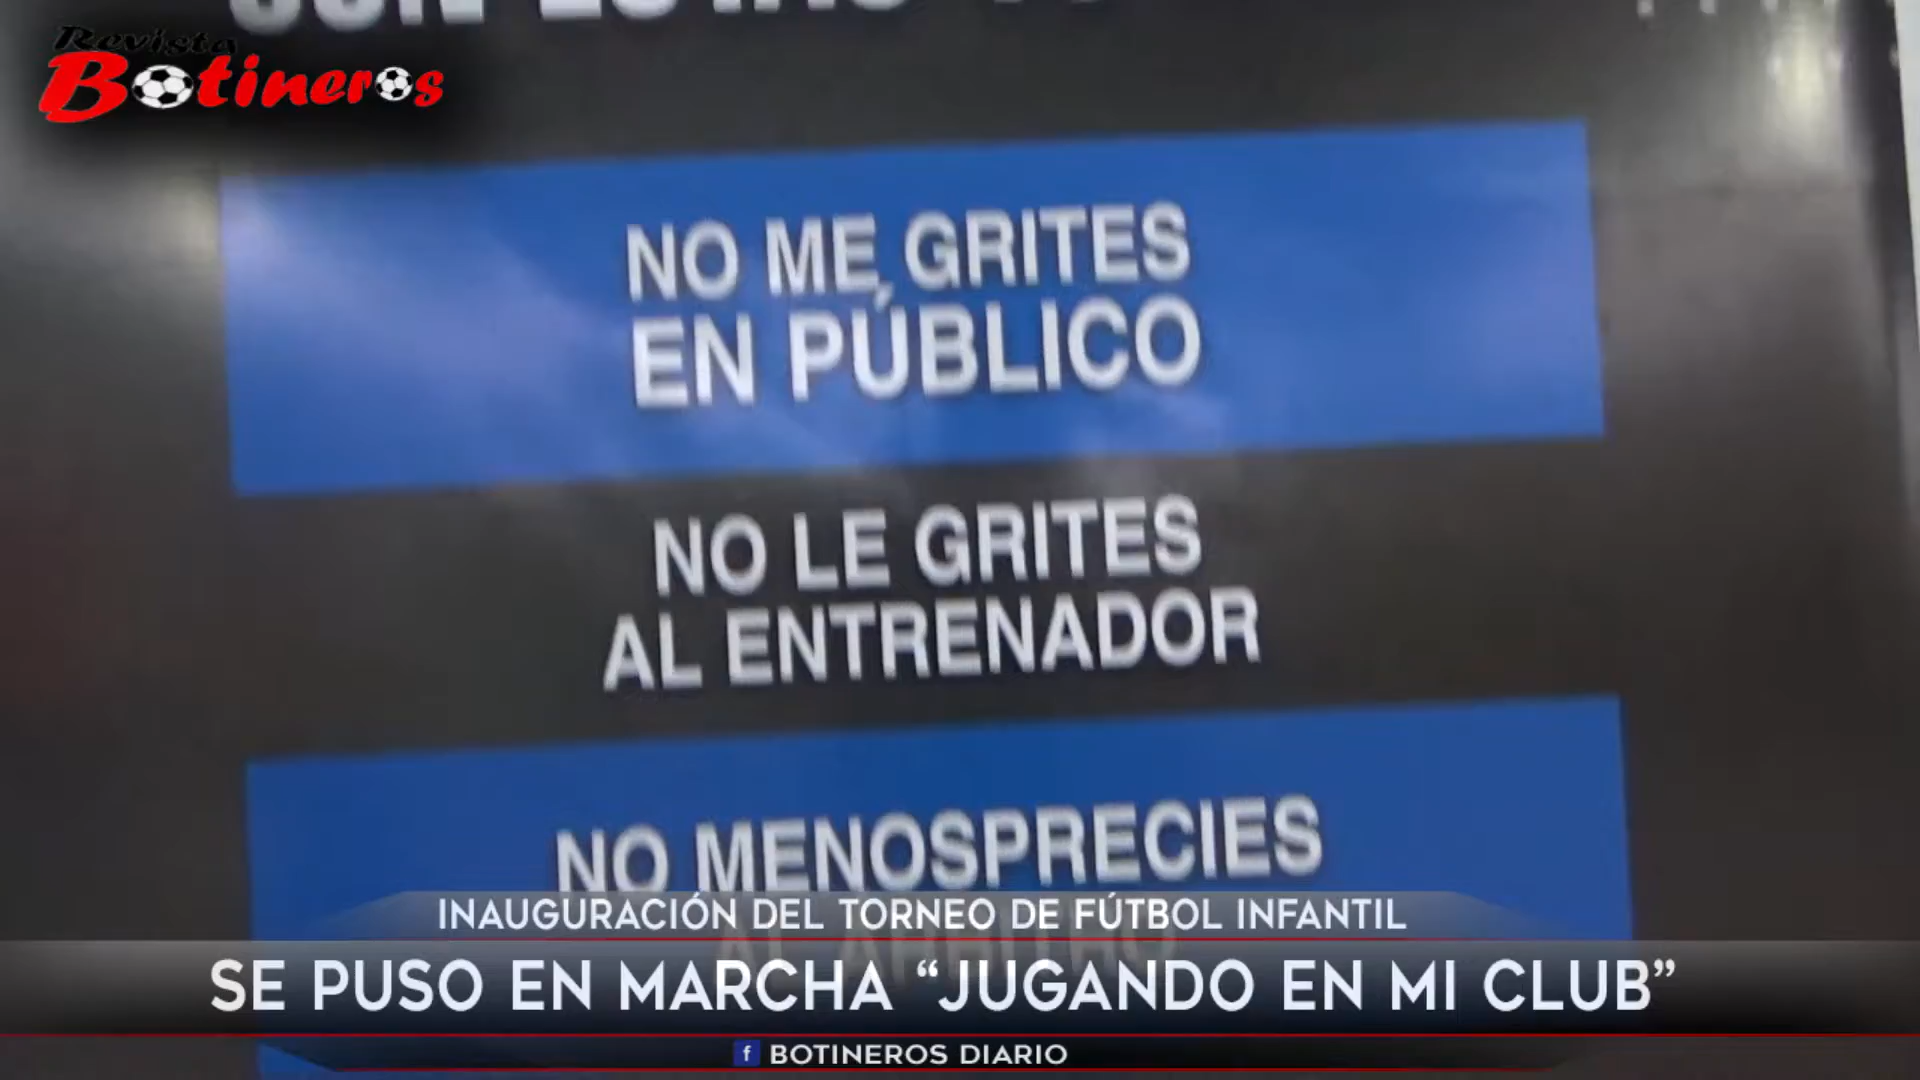 Revista
Botineros
NO ME GRITES
EN PÚBLICO
NO LE GRITES
AL ENTRENADOR
NO MENOSPRECIES
INAUGURACIÓN DEL TORNEO DE FÚTBOL INFANTIL
SE PUSO EN MARCHA “JUGANDO EN MI CLUB”
f BOTINEROS DIARIO